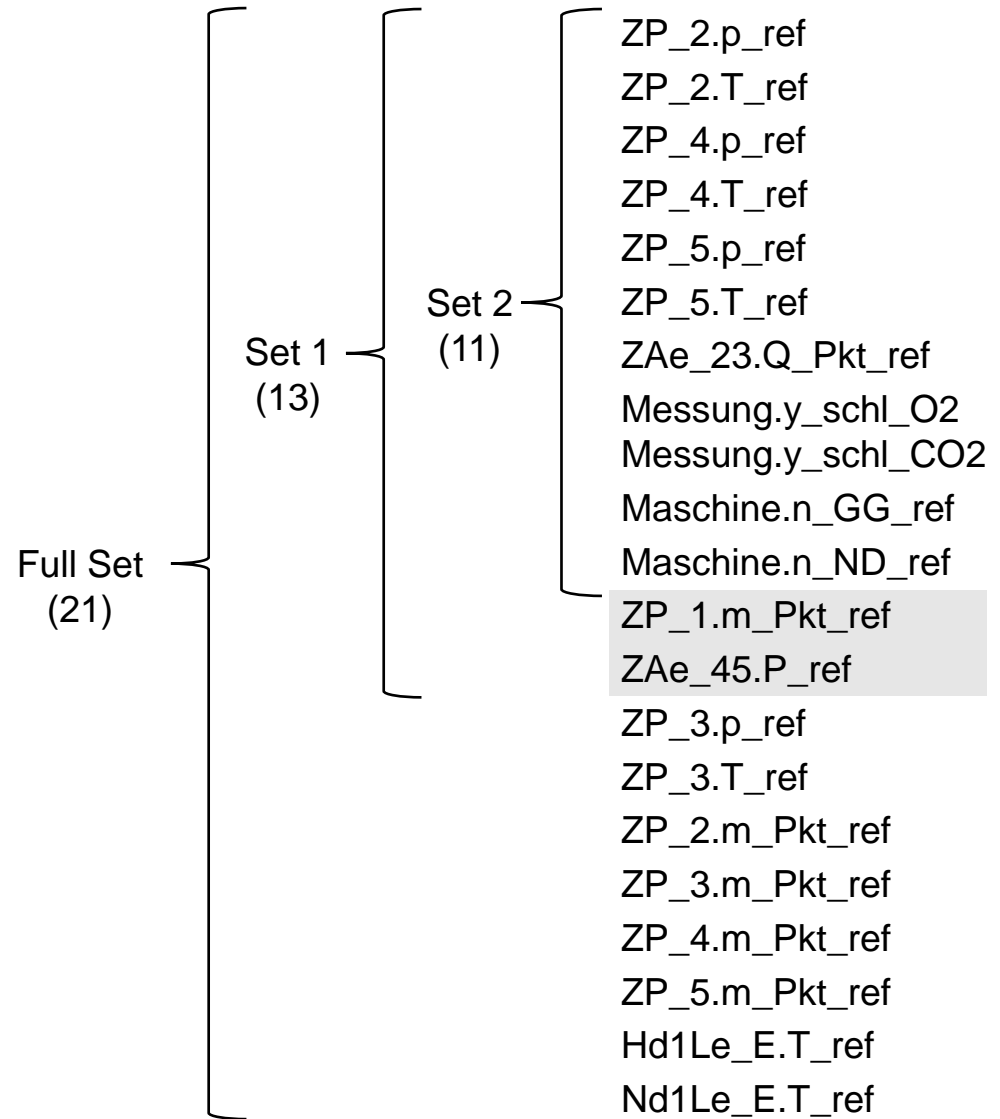 Full Set
(21)
Set 1
(13)
Set 2
(11)
ZP_2.p_ref
ZP_2.T_ref
ZP_4.p_ref
ZP_4.T_ref
ZP_5.p_ref
ZP_5.T_ref
ZAe_23.Q_Pkt_ref
Messung.y_schl_O2
Messung.y_schl_CO2
Maschine.n_GG_ref
Maschine.n_ND_ref
ZP_1.m_Pkt_ref
ZAe_45.P_ref
ZP_3.p_ref
ZP_3.T_ref
ZP_2.m_Pkt_ref
ZP_3.m_Pkt_ref
ZP_4.m_Pkt_ref
ZP_5.m_Pkt_ref
Hd1Le_E.T_ref
Nd1Le_E.T_ref